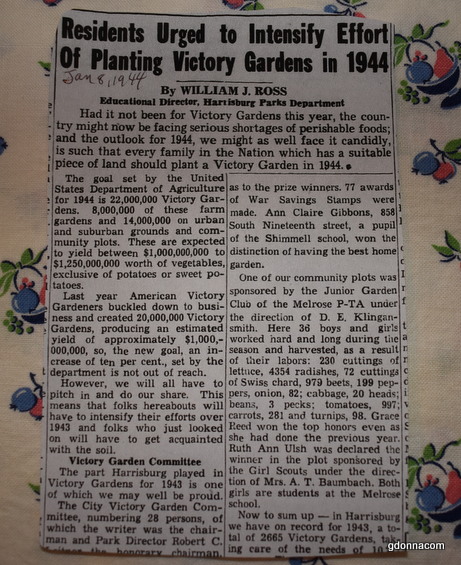 Residents Urged to Intensify Effort
Of Planting Victory Gardens in 1944
Jan 8, 1944
By WILLIAM J. ROSS
Educational Director, Harrisburg Parks Department
Had it not been for Victory Gardens this year, the coun-
try might now be facing serious shortages of perishable foods;
and the outlook for 1944, we might as well face it candidly,
is such that every family in the Nation which has a suitable
piece of land should plant a Victory Garden in 1944.
The goal set by the United
States Department of Agriculture
for 1944 is 22,000,000 Victory Gar-
dens. 8,000,000 of these farm
gardens and 14,000,000 on urban
and suburban grounds and com-
munity plots. These are expected
to yield between $1,000,000,000 to
$1,250,000,000 worth of vegetables,
exclusive of potatoes or sweet po-
tatoes.
Last year American Victory
Gardeners buckled down to busi-
ness and created 20,000,000 Victory
Gardens, producing an estimated
yield of approximately $1,000,-
000,000, so, the new goal, an in-
crease of ten per cent., set by the
department is not out of reach.
However, we will all have to
pitch in and do our share. This
means that folks hereabouts will
have to intensify their efforts over
1943 and folks who just looked
on will have to get acquainted
with the soil.
Victory Garden Committee
The part Harrisburg played in
Victory Gardens for 1943 is one
of which we may well be proud.
The City Victory Garden Com-
mittee, numbering 28 persons, of
which the writer was the chair-
man and Park Director Robert C.
the honorary chairman,
as to the prize winners. 77 awards
of War Savings Stamps were
made. Ann Claire Gibbons, 858
South Nineteenth street, a pupil
of the Shimmell school, won the
distinction of having the best home
garden.
One of our community plots was
sponsored by the Junior Garden
Club of the Melrose P-TA under
the direction of D. E. Klingan-
smith. Here 36 boys and girls
worked hard and long during the
season and harvested, as a result
of their labors: 230 cuttings of
lettuce, 4354 radishes, 72 cuttings
of Swiss chard, 979 beets, 199 pep-
pers, onion, 82; cabbage, 20 heads;
beans, 3 pecks; tomatoes, 997;
carrots, 281 and turnips, 98. Grace
Reed won the top honors even as
she had done the previous year.
Ruth Ann Ulsh was declared the
winner in the plot sponsored by
the Girl Scouts under the direc-
tion of Mrs. A. T. Baumbach. Both
girls are students at the Melrose
school.
Now to sum up — in Harrisburg
we have on record for 1943, a to-
tal of 2665 Victory Gardens, tak-
ing care of the needs of
gdonnacom